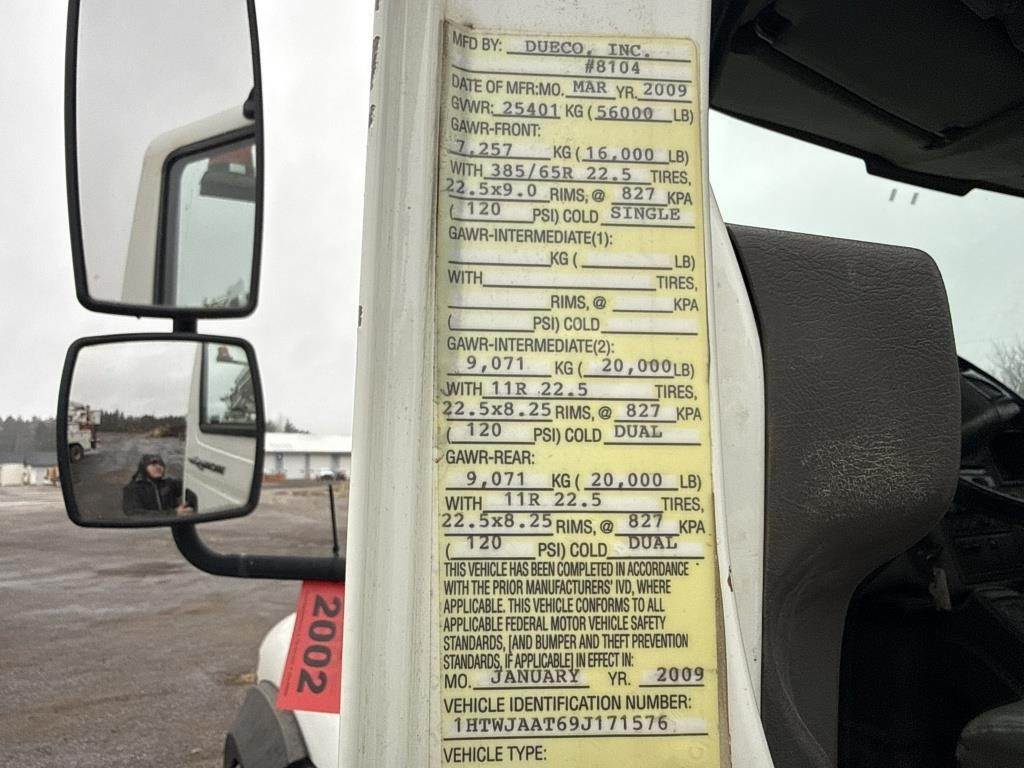 MFD BY: DUECO, INC.
#8104
DATE OF MFR:MO. MAR YR. 2009
GVWR: 25401 KG ( 56000 LB)
GAWR-FRONT:
7,257 KG ( 16,000 LB)
WITH 385/65R 22.5 TIRES,
22.5x9.0 RIMS, @ 827 KPA
( 120 PSI) COLD SINGLE
GAWR-INTERMEDIATE(1):
KG ( LB)
WITH TIRES,
RIMS, @ KPA
( PSI) COLD
GAWR-INTERMEDIATE(2):
9,071 KG ( 20,000 LB)
WITH 11R 22.5 TIRES,
22.5x8.25 RIMS, @ 827 KPA
( 120 PSI) COLD DUAL
GAWR-REAR:
9,071 KG ( 20,000 LB)
WITH 11R 22.5 TIRES,
22.5x8.25 RIMS, @ 827 KPA
( 120 PSI) COLD DUAL
THIS VEHICLE HAS BEEN COMPLETED IN ACCORDANCE
WITH THE PRIOR MANUFACTURERS' IVD, WHERE
APPLICABLE. THIS VEHICLE CONFORMS TO ALL
APPLICABLE FEDERAL MOTOR VEHICLE SAFETY
STANDARDS, [AND BUMPER AND THEFT PREVENTION
STANDARDS, IF APPLICABLE] IN EFFECT IN:
MO. JANUARY YR. 2009
VEHICLE IDENTIFICATION NUMBER:
1HTWJAAT69J171576
VEHICLE TYPE:
2002